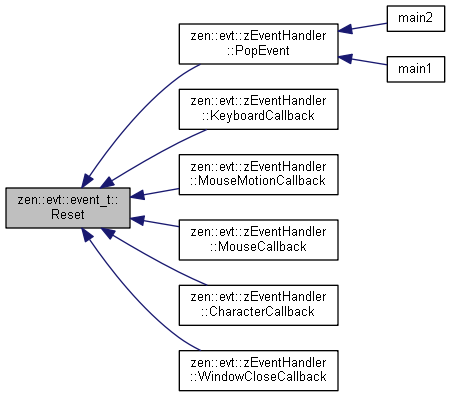 zen::evt::event_t::
Reset
zen::evt::zEventHandler
::PopEvent
main2
main1
zen::evt::zEventHandler
::KeyboardCallback
zen::evt::zEventHandler
::MouseMotionCallback
zen::evt::zEventHandler
::MouseCallback
zen::evt::zEventHandler
::CharacterCallback
zen::evt::zEventHandler
::WindowCloseCallback